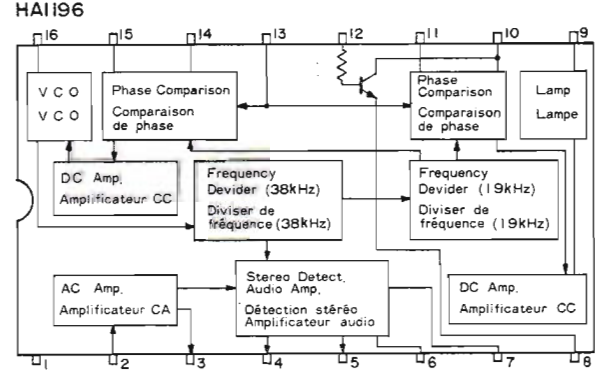 HA1196
16 15 14 13 12 11 10 9
V C O
V C O
Phase Comparison
Comparaison
de phase
Phase
Comparison
Comparaison
de phase
Lamp
Lampe
DC Amp.
Amplificateur CC
Frequency
Devider (38kHz)
Diviser de
fréquence (38kHz)
Frequency
Devider (19kHz)
Diviser de
fréquence (19kHz)
AC Amp.
Amplificateur CA
Stereo Detect.
Audio Amp.
Détection stéréo
Amplificateur audio
DC Amp.
Amplificateur CC
1 2 3 4 5 6 7 8